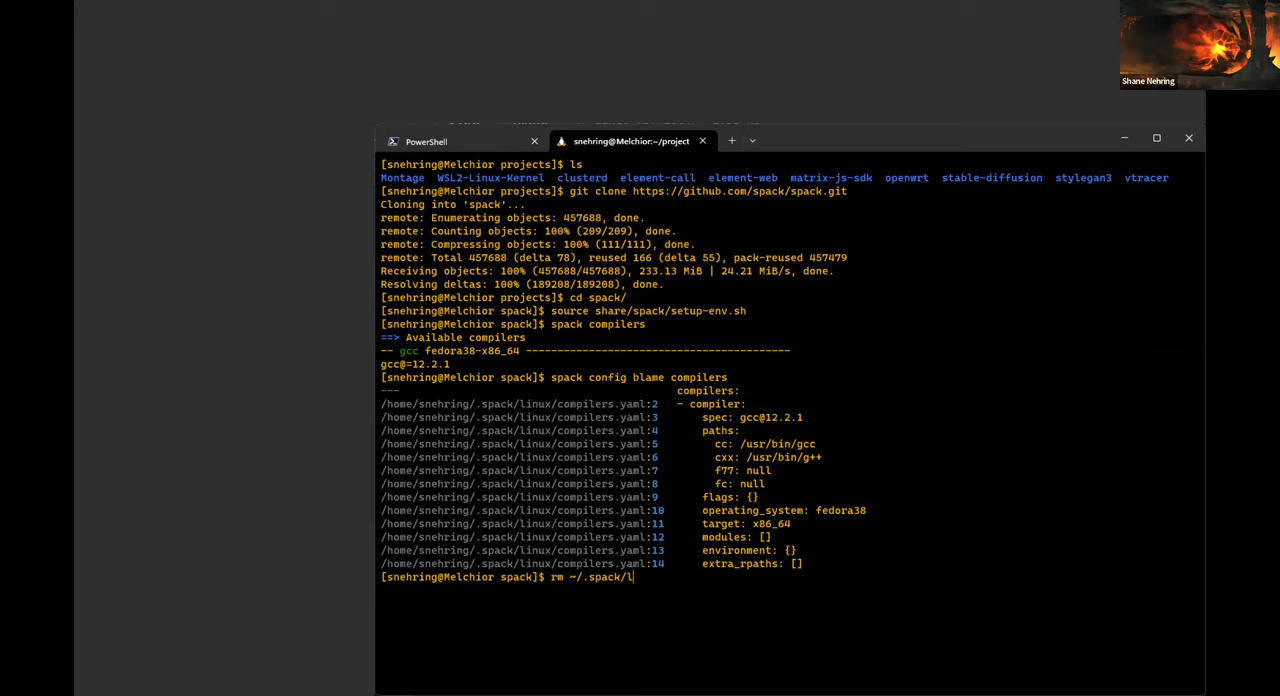 Shane Nehring
PowerShell
snehring@Melchior:~/project
[snehring@Melchior projects]$ ls
Montage WSL2-Linux-Kernel clusterd element-call element-web matrix-js-sdk openwrt stable-diffusion stylegan3 vtracer
[snehring@Melchior projects]$ git clone https://github.com/spack/spack.git
Cloning into 'spack'...
remote: Enumerating objects: 457688, done.
remote: Counting objects: 100% (209/209), done.
remote: Compressing objects: 100% (111/111), done.
remote: Total 457688 (delta 78), reused 166 (delta 55), pack-reused 457479
Receiving objects: 100% (457688/457688), 233.13 MiB | 24.21 MiB/s, done.
Resolving deltas: 100% (189208/189208), done.
[snehring@Melchior projects]$ cd spack/
[snehring@Melchior spack]$ source share/spack/setup-env.sh
[snehring@Melchior spack]$ spack compilers
==> Available compilers
-- gcc fedora38-x86_64 ------------------------------------------
gcc@=12.2.1
[snehring@Melchior spack]$ spack config blame compilers
--- compilers:
/home/snehring/.spack/linux/compilers.yaml:2 - compiler:
/home/snehring/.spack/linux/compilers.yaml:3 spec: gcc@12.2.1
/home/snehring/.spack/linux/compilers.yaml:4 paths:
/home/snehring/.spack/linux/compilers.yaml:5 cc: /usr/bin/gcc
/home/snehring/.spack/linux/compilers.yaml:6 cxx: /usr/bin/g++
/home/snehring/.spack/linux/compilers.yaml:7 f77: null
/home/snehring/.spack/linux/compilers.yaml:8 fc: null
/home/snehring/.spack/linux/compilers.yaml:9 flags: {}
/home/snehring/.spack/linux/compilers.yaml:10 operating_system: fedora38
/home/snehring/.spack/linux/compilers.yaml:11 target: x86_64
/home/snehring/.spack/linux/compilers.yaml:12 modules: []
/home/snehring/.spack/linux/compilers.yaml:13 environment: {}
/home/snehring/.spack/linux/compilers.yaml:14 extra_rpaths: []
[snehring@Melchior spack]$ rm ~/.spack/l